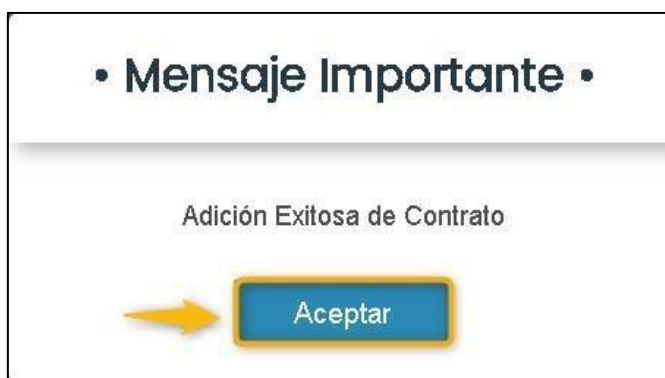 • Mensaje Importante •
Adición Exitosa de Contrato
Aceptar